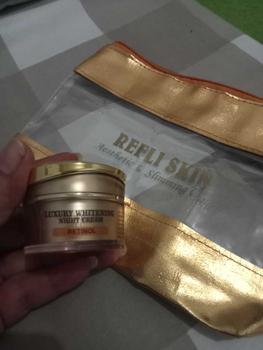 REFLI SKIN
Aesthetic & Slimming
LUXURY WHITENING
NIGHT CREAM
RETINOL